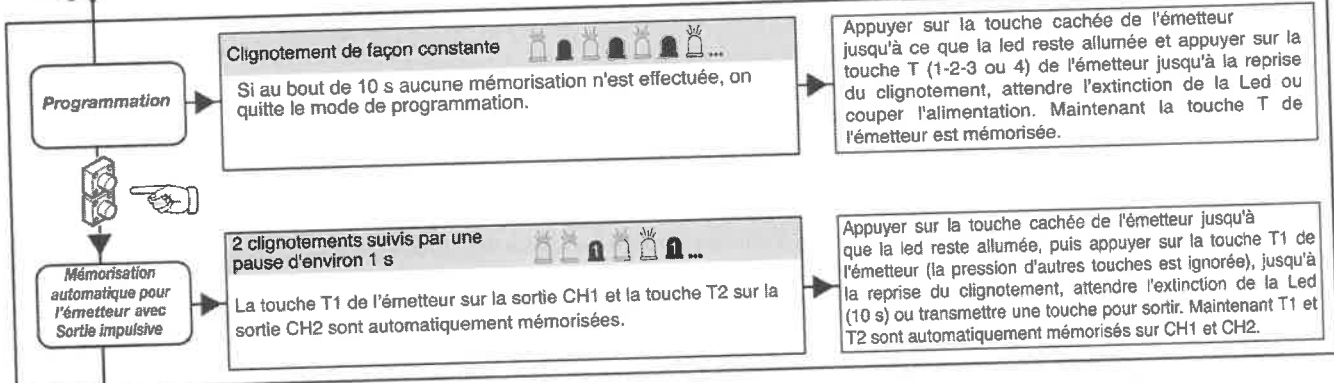 Programmation
Clignotement de façon constante
...
Si au bout de 10 s aucune mémorisation n'est effectuée, on
quitte le mode de programmation.
Appuyer sur la touche cachée de l'émetteur
jusqu'à ce que la led reste allumée et appuyer sur la
touche T (1-2-3 ou 4) de l'émetteur jusqu'à la reprise
du clignotement, attendre l'extinction de la Led ou
couper l'alimentation. Maintenant la touche T de
l'émetteur est mémorisée.
Mémorisation
automatique pour
l'émetteur avec
Sortie impulsive
2 clignotements suivis par une
pause d'environ 1 s
1 1 ...
La touche T1 de l'émetteur sur la sortie CH1 et la touche T2 sur la
sortie CH2 sont automatiquement mémorisées.
Appuyer sur la touche cachée de l'émetteur jusqu'à
que la led reste allumée, puis appuyer sur la touche T1 de
l'émetteur (la pression d'autres touches est ignorée), jusqu'à
la reprise du clignotement, attendre l'extinction de la Led
(10 s) ou transmettre une touche pour sortir. Maintenant T1 et
T2 sont automatiquement mémorisés sur CH1 et CH2.